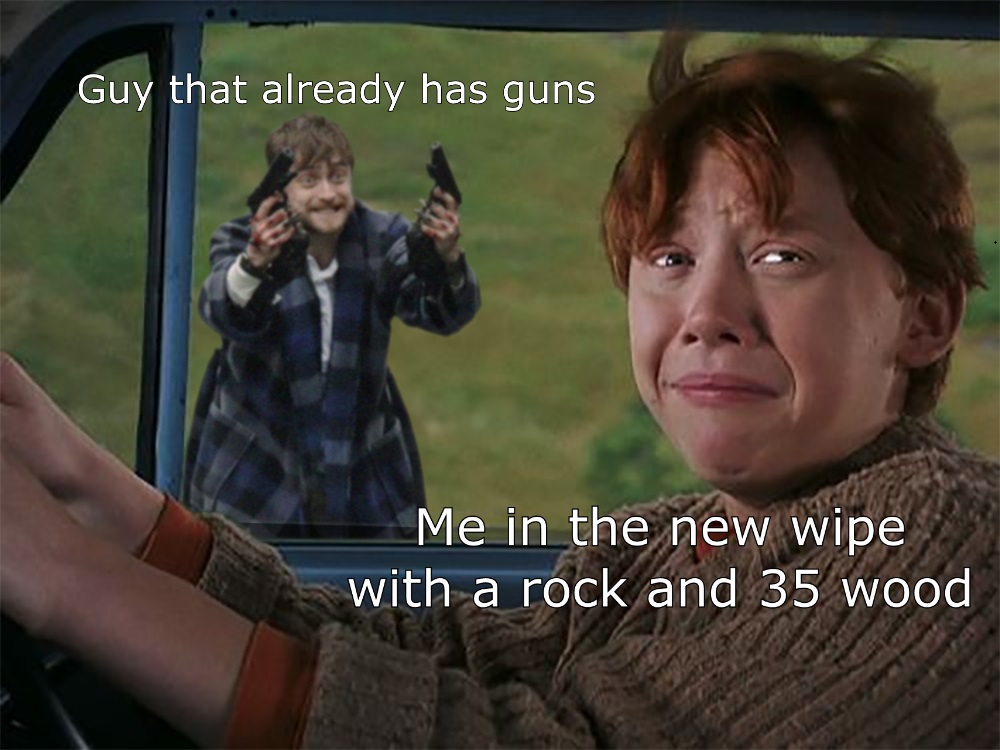 Guy that already has guns
Me in the new wipe
with a rock and 35 wood